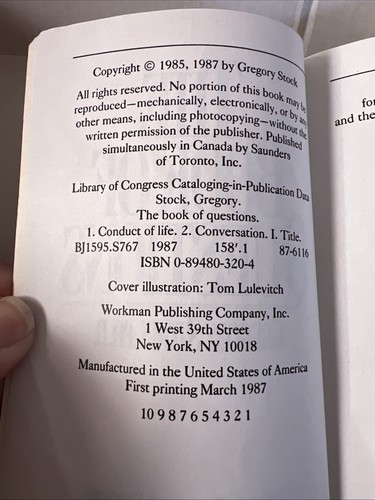 Copyright © 1985, 1987 by Gregory Stock
All rights reserved. No portion of this book may be
reproduced—mechanically, electronically, or by any
other means, including photocopying—without the
written permission of the publisher. Published
simultaneously in Canada by Saunders
of Toronto, Inc.
Library of Congress Cataloging-in-Publication Data
Stock, Gregory.
The book of questions.
1. Conduct of life. 2. Conversation. I. Title.
BJ1595.S767 1987 158'.1 87-6116
ISBN 0-89480-320-4
Cover illustration: Tom Lulevitch
Workman Publishing Company, Inc.
1 West 39th Street
New York, NY 10018
Manufactured in the United States of America
First printing March 1987
10 9 8 7 6 5 4 3 2 1
fo
and the